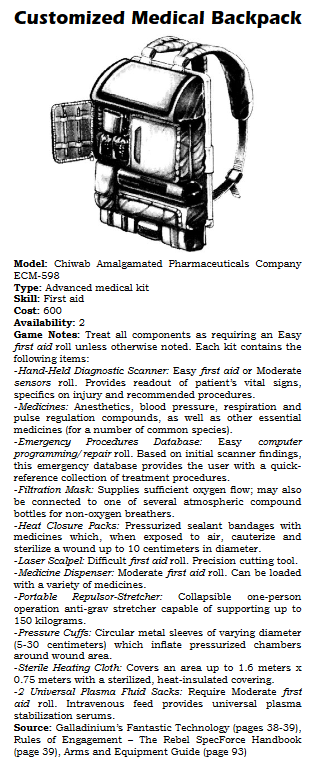 Customized Medical Backpack
Model: Chiwab Amalgamated Pharmaceuticals Company
ECM-598
Type: Advanced medical kit
Skill: First aid
Cost: 600
Availability: 2
Game Notes: Treat all components as requiring an Easy
first aid roll unless otherwise noted. Each kit contains the
following items:
-Hand-Held Diagnostic Scanner: Easy first aid or Moderate
sensors roll. Provides readout of patient's vital signs,
specifics on injury and recommended procedures.
-Medicines: Anesthetics, blood pressure, respiration and
pulse regulation compounds, as well as other essential
medicines (for a number of common species).
-Emergency Procedures Database: Easy computer
programming/repair roll. Based on initial scanner findings,
this emergency database provides the user with a quick-
reference collection of treatment procedures.
-Filtration Mask: Supplies sufficient oxygen flow; may also
be connected to one of several atmospheric compound
bottles for non-oxygen breathers.
-Heat Closure Packs: Pressurized sealant bandages with
medicines which, when exposed to air, cauterize and
sterilize a wound up to 10 centimeters in diameter.
-Laser Scalpel: Difficult first aid roll. Precision cutting tool.
-Medicine Dispenser: Moderate first aid roll. Can be loaded
with a variety of medicines.
-Portable Repulsor-Stretcher: Collapsible one-person
operation anti-grav stretcher capable of supporting up to
150 kilograms.
-Pressure Cuffs: Circular metal sleeves of varying diameter
(5-30 centimeters) which inflate pressurized chambers
around wound area.
-Sterile Heating Cloth: Covers an area up to 1.6 meters x
0.75 meters with a sterilized, heat-insulated covering.
-2 Universal Plasma Fluid Sacks: Require Moderate first
aid roll. Intravenous feed provides universal plasma
stabilization serums.
Source: Galladinium's Fantastic Technology (pages 38-39),
Rules of Engagement – The Rebel SpecForce Handbook
(page 39), Arms and Equipment Guide (page 93)